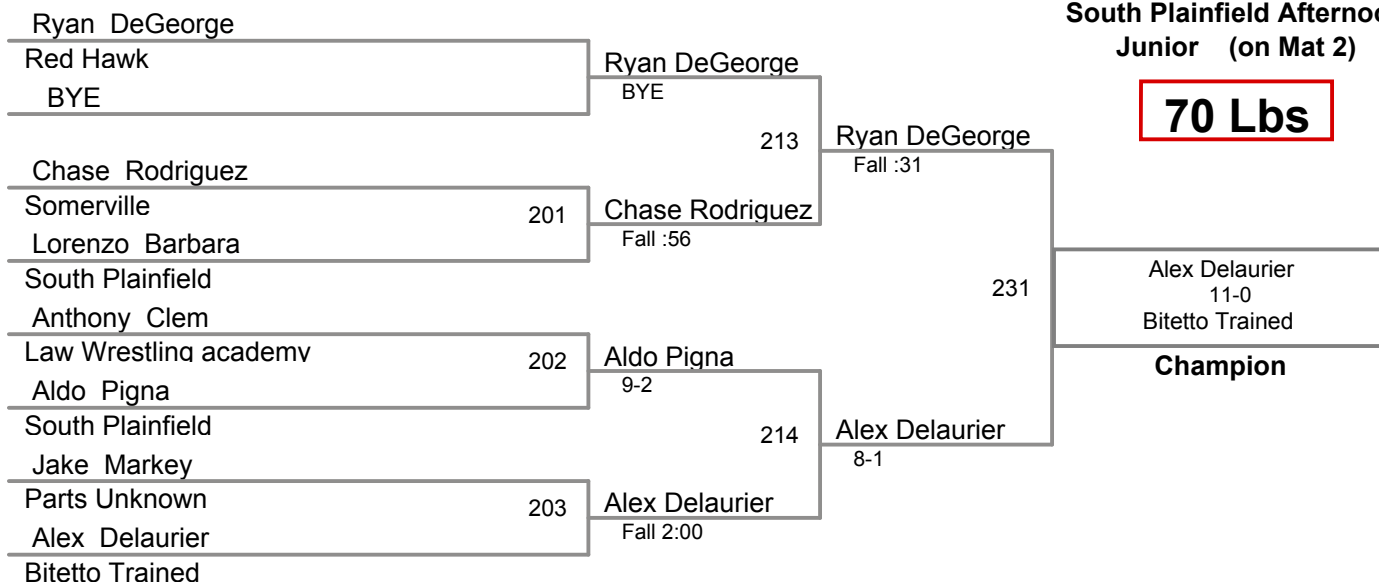 South Plainfield Afternoo
Junior (on Mat 2)
70 Lbs
Ryan DeGeorge
Red Hawk
BYE
Chase Rodriguez
Somerville
201
Lorenzo Barbara
South Plainfield
Anthony Clem
Law Wrestling academy
202
Aldo Pigna
South Plainfield
Jake Markey
Parts Unknown
203
Alex Delaurier
Bitetto Trained
Ryan DeGeorge
BYE
213
Chase Rodriguez
Fall :56
Aldo Pigna
9-2
214
Alex Delaurier
Fall 2:00
Ryan DeGeorge
Fall :31
231
Alex Delaurier
8-1
Alex Delaurier
11-0
Bitetto Trained
Champion